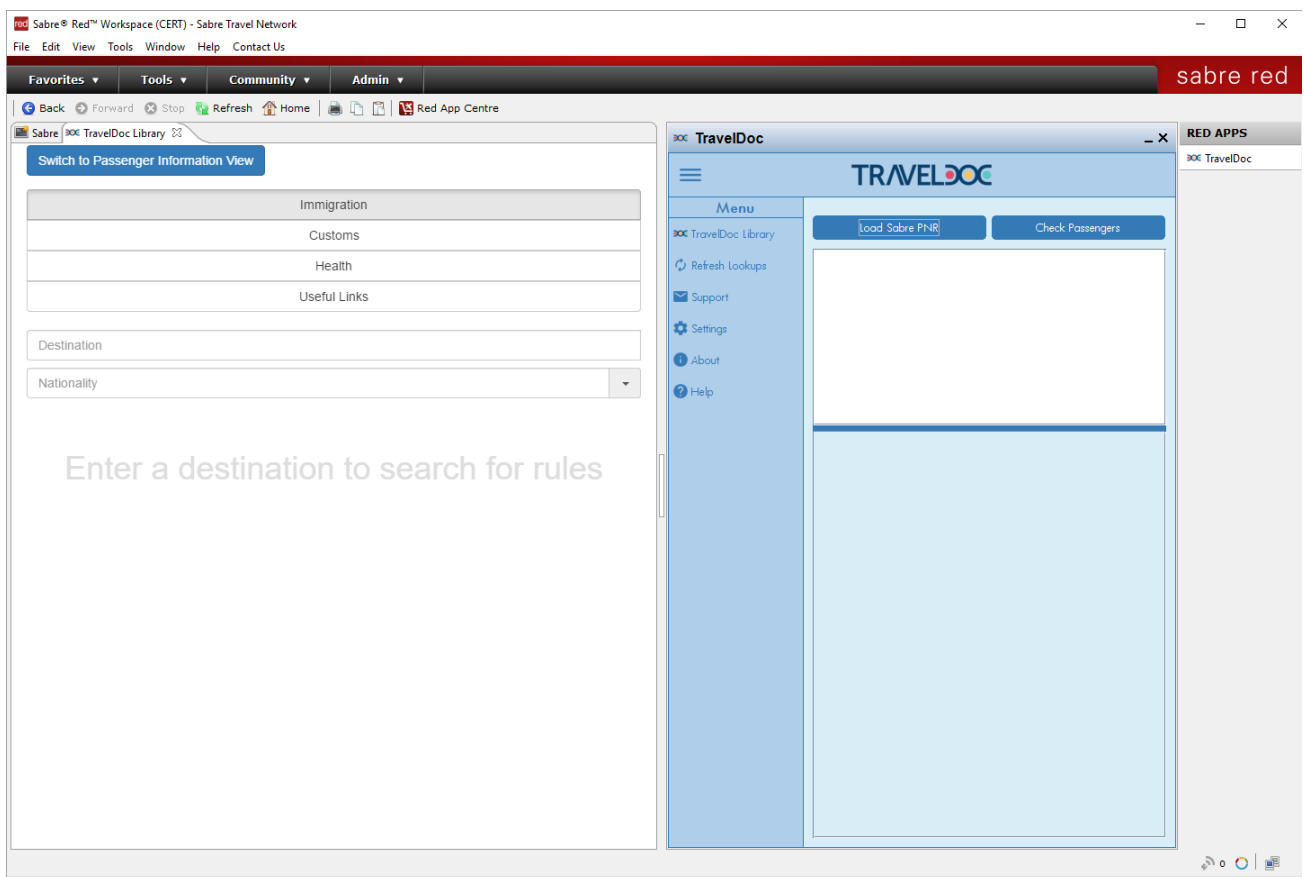 red Sabre® Red™ Workspace (CERT) - Sabre Travel Network
File Edit View Tools Window Help Contact Us
Favorites ▼ Tools ▼ Community ▼ Admin ▼ sabre red
Back Forward Stop Refresh Home Red App Centre
Sabre TravelDoc Library
Switch to Passenger Information View
Immigration
Customs
Health
Useful Links
Destination
Nationality
Enter a destination to search for rules
TravelDoc
TRAVELDOC
Menu
TravelDoc Library
Refresh Lookups
Support
Settings
About
Help
Load Sabre PNR Check Passengers
RED APPS
TravelDoc
0